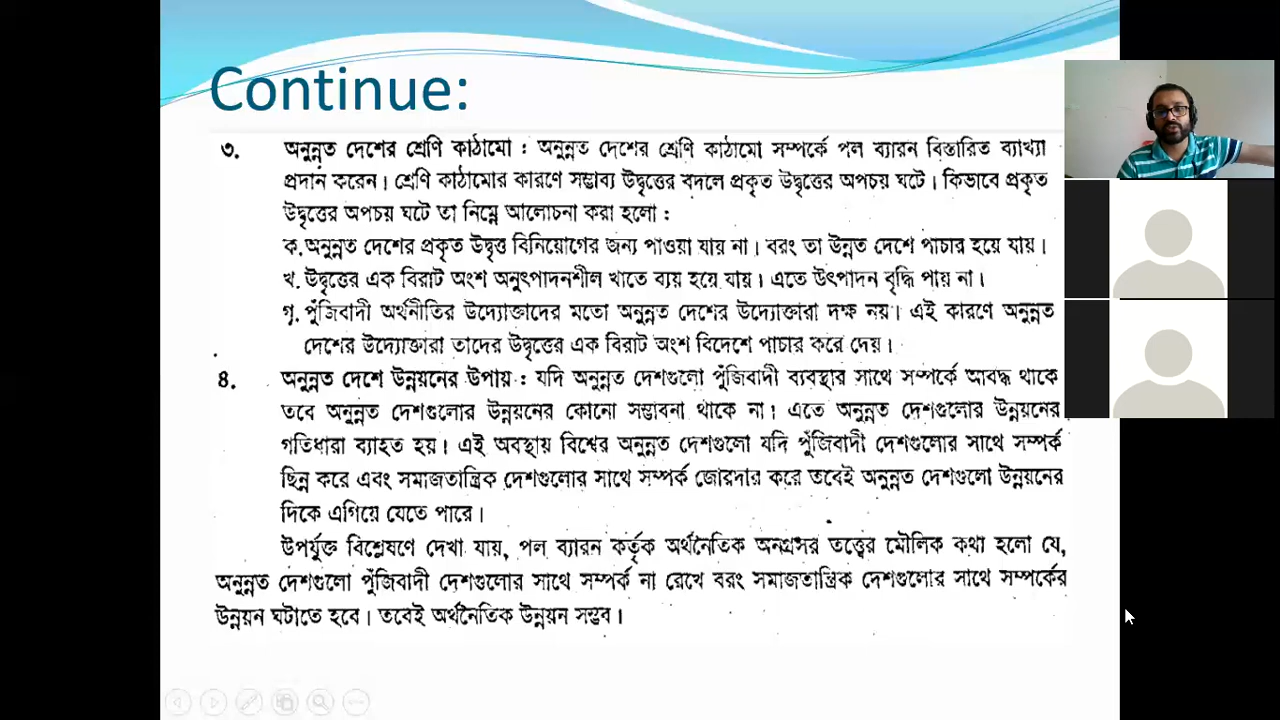 Continue:
৩. অনুন্নত দেশের শ্রেণি কাঠামো : অনুন্নত দেশের শ্রেণি কাঠামো সম্পর্কে পল ব্যারন বিস্তারিত ব্যাখ্যা
প্রদান করেন। শ্রেণি কাঠামোর কারণে সম্ভাব্য উদ্বৃত্তের বদলে প্রকৃত উদ্বৃত্তের অপচয় ঘটে। কিভাবে প্রকৃত
উদ্বৃত্তের অপচয় ঘটে তা নিম্নে আলোচনা করা হলো :
ক. অনুন্নত দেশের প্রকৃত উদ্বৃত্ত বিনিয়োগের জন্য পাওয়া যায় না। বরং তা উন্নত দেশে পাচার হয়ে যায়।
খ. উদ্বৃত্তের এক বিরাট অংশ অনুৎপাদনশীল খাতে ব্যয় হয়ে যায়। এতে উৎপাদন বৃদ্ধি পায় না।
গ. পুঁজিবাদী অর্থনীতির উদ্যোক্তাদের মতো অনুন্নত দেশের উদ্যোক্তারা দক্ষ নয়। এই কারণে অনুন্নত
দেশের উদ্যোক্তারা তাদের উদ্বৃত্তের এক বিরাট অংশ বিদেশে পাচার করে দেয়।
৪. অনুন্নত দেশে উন্নয়নের উপায় : যদি অনুন্নত দেশগুলো পুঁজিবাদী ব্যবস্থার সাথে সম্পর্কে আবদ্ধ থাকে
তবে অনুন্নত দেশগুলোর উন্নয়নের কোনো সম্ভাবনা থাকে না। এতে অনুন্নত দেশগুলোর উন্নয়নের
গতিধারা ব্যাহত হয়। এই অবস্থায় বিশ্বের অনুন্নত দেশগুলো যদি পুঁজিবাদী দেশগুলোর সাথে সম্পর্ক
ছিন্ন করে এবং সমাজতান্ত্রিক দেশগুলোর সাথে সম্পর্ক জোরদার করে তবেই অনুন্নত দেশগুলো উন্নয়নের
দিকে এগিয়ে যেতে পারে।
উপর্যুক্ত বিশ্লেষণে দেখা যায়, পল ব্যারন কর্তৃক অর্থনৈতিক অনগ্রসর তত্ত্বের মৌলিক কথা হলো যে,
অনুন্নত দেশগুলো পুঁজিবাদী দেশগুলোর সাথে সম্পর্ক না রেখে বরং সমাজতান্ত্রিক দেশগুলোর সাথে সম্পর্কের
উন্নয়ন ঘটাতে হবে। তবেই অর্থনৈতিক উন্নয়ন সম্ভব।